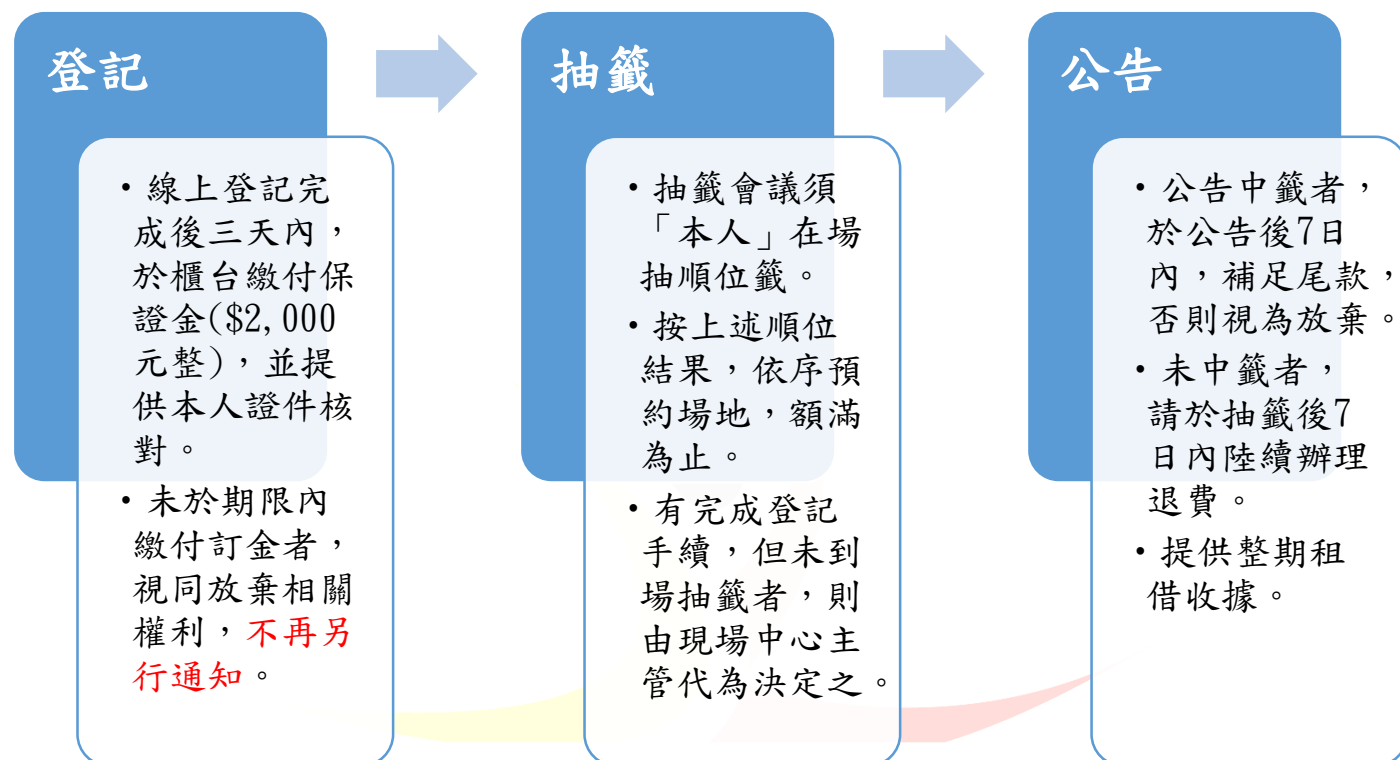 登記
• 線上登記完
成後三天內，
於櫃台繳付保
證金($2,000
元整)，並提
供本人證件核
對。
• 未於期限內
繳付訂金者，
視同放棄相關
權利，不再另
行通知。
抽籤
• 抽籤會議須
「本人」在場
抽順位籤。
• 按上述順位
結果，依序預
約場地，額滿
為止。
• 有完成登記
手續，但未到
場抽籤者，則
由現場中心主
管代為決定之。
公告
• 公告中籤者，
於公告後7日
內，補足尾款，
否則視為放棄。
• 未中籤者，
請於抽籤後7
日內陸續辦理
退費。
• 提供整期租
借收據。